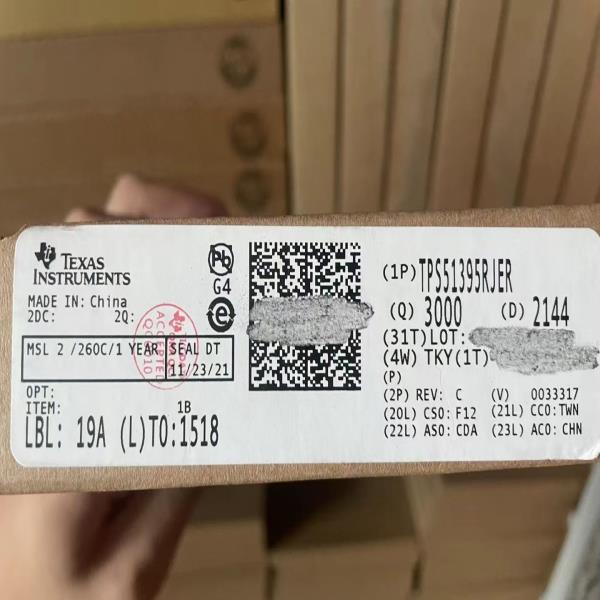 TEXAS
INSTRUMENTS
MADE IN: China
2DC: 2Q:
MSL 2 /260C/1 YEAR SEAL DT
11/23/21
OPT:
ITEM: 1B
LBL: 19A (L)TO:1518
Pb
G4
e
ACCEPTED
(1P)TPS51395RJER
(Q) 3000 (D) 2144
(31T)LOT:
(4W) TKY(1T)
(P)
(2P) REV: C (V) 0033317
(20L) CSO: F12 (21L) CCO:TWN
(22L) ASO: CDA (23L) ACO: CHN